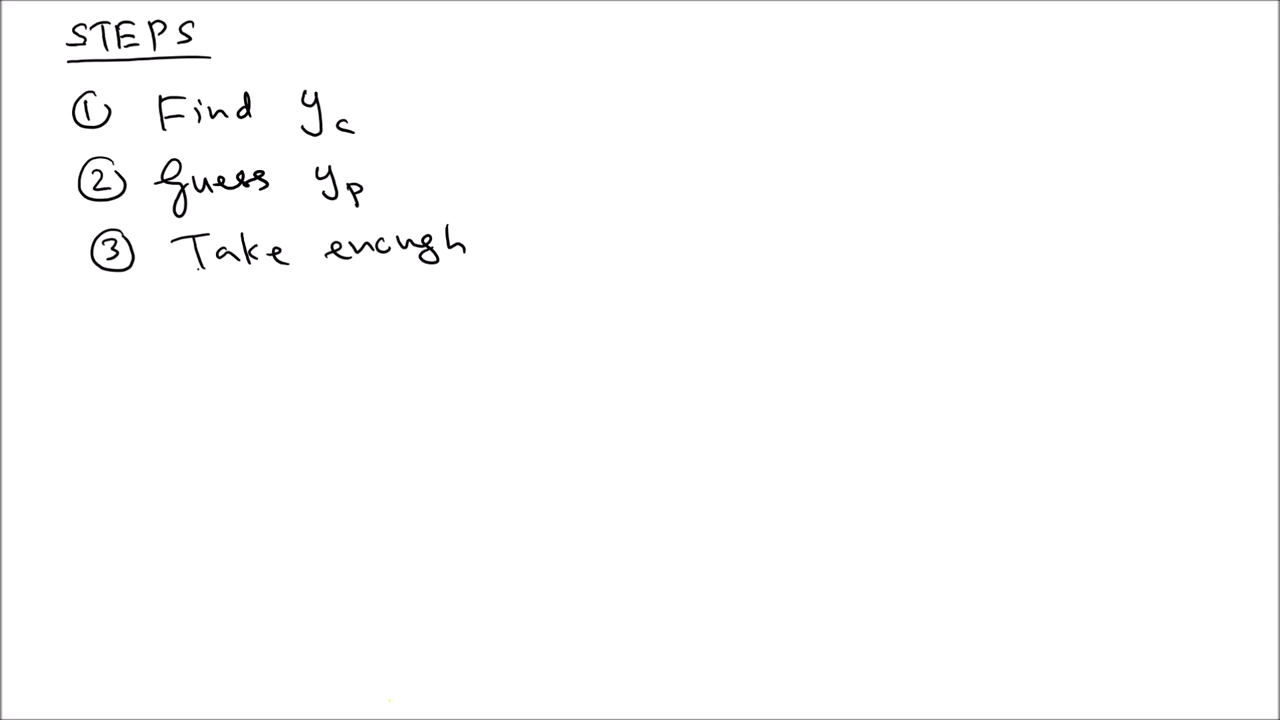 STEPS
① Find y_c
② Guess y_p
③ Take enough